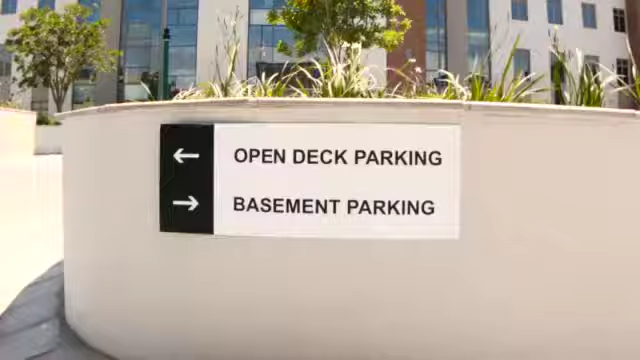 ← OPEN DECK PARKING
→ BASEMENT PARKING